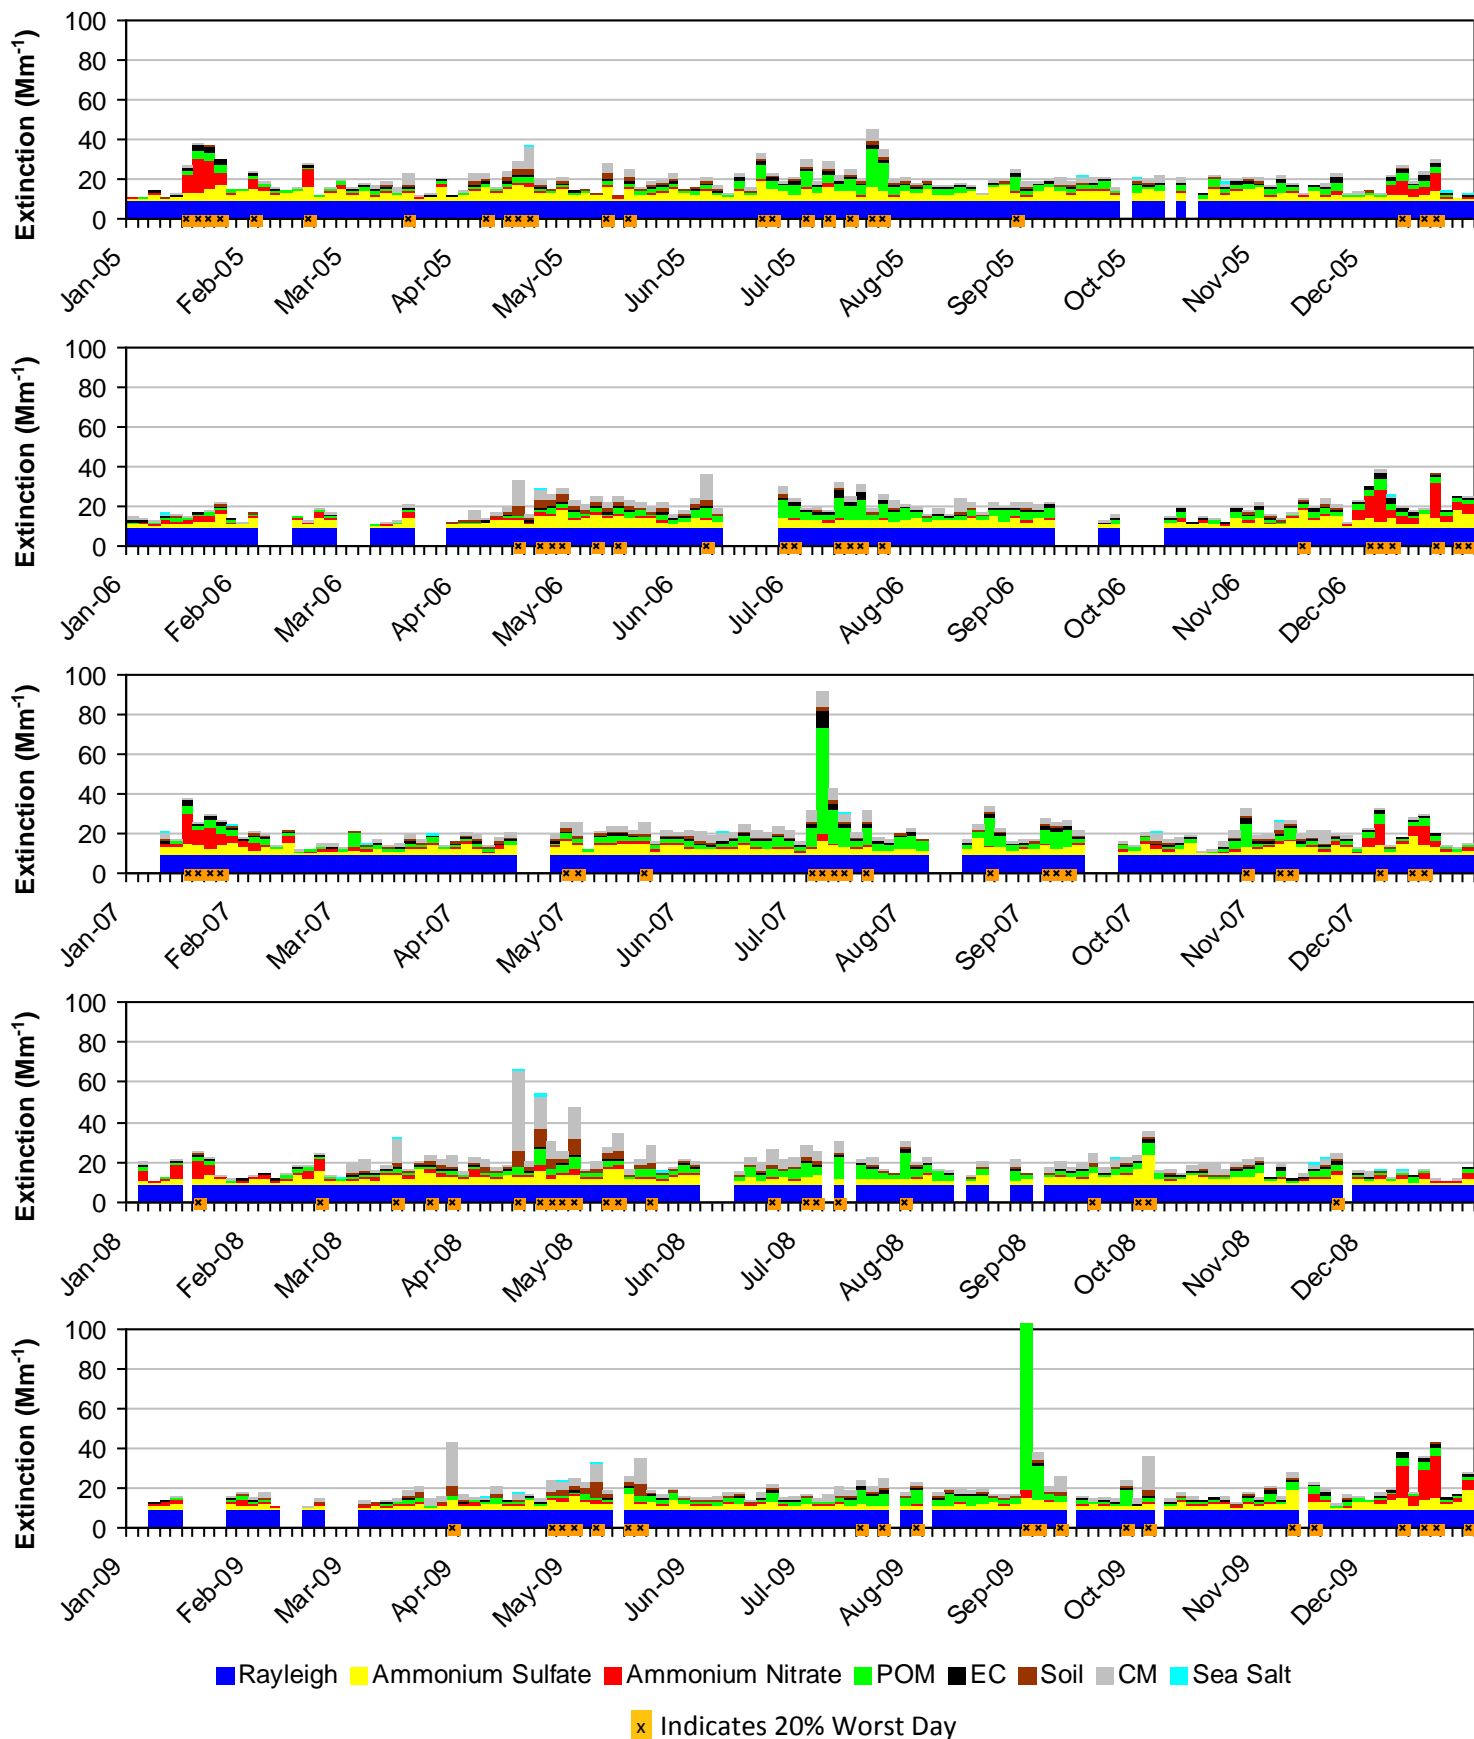 Extinction (Mm-1)
100
80
60
40
20
0
Jan-05 Feb-05 Mar-05 Apr-05 May-05 Jun-05 Jul-05 Aug-05 Sep-05 Oct-05 Nov-05 Dec-05
Extinction (Mm-1)
100
80
60
40
20
0
Jan-06 Feb-06 Mar-06 Apr-06 May-06 Jun-06 Jul-06 Aug-06 Sep-06 Oct-06 Nov-06 Dec-06
Extinction (Mm-1)
100
80
60
40
20
0
Jan-07 Feb-07 Mar-07 Apr-07 May-07 Jun-07 Jul-07 Aug-07 Sep-07 Oct-07 Nov-07 Dec-07
Extinction (Mm-1)
100
80
60
40
20
0
Jan-08 Feb-08 Mar-08 Apr-08 May-08 Jun-08 Jul-08 Aug-08 Sep-08 Oct-08 Nov-08 Dec-08
Extinction (Mm-1)
100
80
60
40
20
0
Jan-09 Feb-09 Mar-09 Apr-09 May-09 Jun-09 Jul-09 Aug-09 Sep-09 Oct-09 Nov-09 Dec-09
Rayleigh Ammonium Sulfate Ammonium Nitrate POM EC Soil CM Sea Salt
x Indicates 20% Worst Day